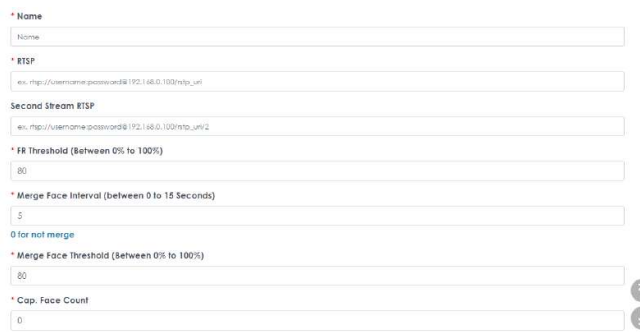 * Name
Name
* RTSP
ex. rtsp://username:password@192.168.0.100/rstp_uri
Second Stream RTSP
ex. rtsp://username:password@192.168.0.100/rstp_uri/2
* FR Threshold (Between 0% to 100%)
80
* Merge Face Interval (between 0 to 15 Seconds)
5
0 for not merge
* Merge Face Threshold (Between 0% to 100%)
80
* Cap. Face Count
0